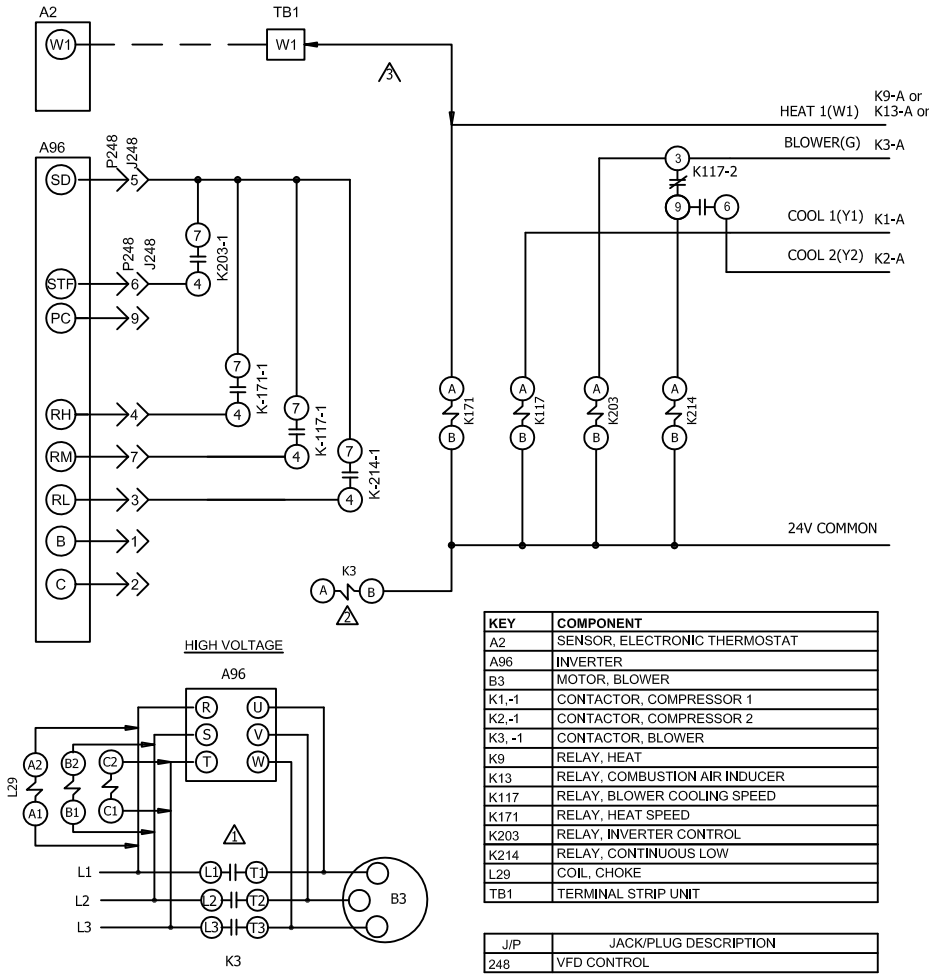 A2
TB1
W1
W1
3
K9-A or
HEAT 1(W1)
K13-A or
BLOWER(G)
K3-A
A96
P248
J248
SD
5
3
K117-2
7
9
6
COOL 1(Y1)
K1-A
K203-1
P248
J248
COOL 2(Y2)
K2-A
STF
6
4
PC
9
7
K-171-1
A
K171
A
K117
A
K203
A
K214
RH
4
4
7
K-117-1
B
B
B
B
RM
7
4
7
K-214-1
RL
3
4
24V COMMON
B
1
K3
C
2
A
B
2
HIGH VOLTAGE
A96
R
U
S
V
T
W
L29
A2
B2
C2
A1
B1
C1
1
L1
L1
T1
L2
L2
T2
B3
L3
L3
T3
K3
KEY COMPONENT
A2 SENSOR, ELECTRONIC THERMOSTAT
A96 INVERTER
B3 MOTOR, BLOWER
K1,-1 CONTACTOR, COMPRESSOR 1
K2,-1 CONTACTOR, COMPRESSOR 2
K3, -1 CONTACTOR, BLOWER
K9 RELAY, HEAT
K13 RELAY, COMBUSTION AIR INDUCER
K117 RELAY, BLOWER COOLING SPEED
K171 RELAY, HEAT SPEED
K203 RELAY, INVERTER CONTROL
K214 RELAY, CONTINUOUS LOW
L29 COIL, CHOKE
TB1 TERMINAL STRIP UNIT
J/P JACK/PLUG DESCRIPTION
248 VFD CONTROL